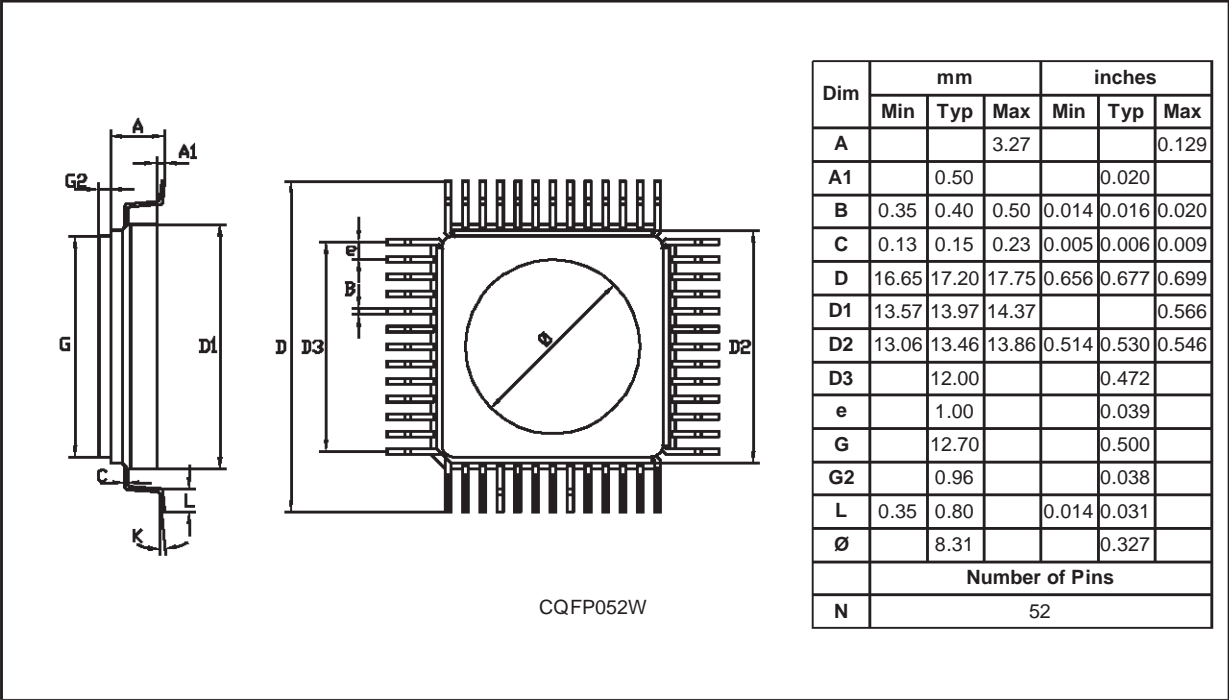 A
A1
G2
G
D1
C
L
K
e
B
D
D3
Ø
D2
CQFP052W
Dim mm inches
Min Typ Max Min Typ Max
A 3.27 0.129
A1 0.50 0.020
B 0.35 0.40 0.50 0.014 0.016 0.020
C 0.13 0.15 0.23 0.005 0.006 0.009
D 16.65 17.20 17.75 0.656 0.677 0.699
D1 13.57 13.97 14.37 0.566
D2 13.06 13.46 13.86 0.514 0.530 0.546
D3 12.00 0.472
e 1.00 0.039
G 12.70 0.500
G2 0.96 0.038
L 0.35 0.80 0.014 0.031
Ø 8.31 0.327
Number of Pins
N 52